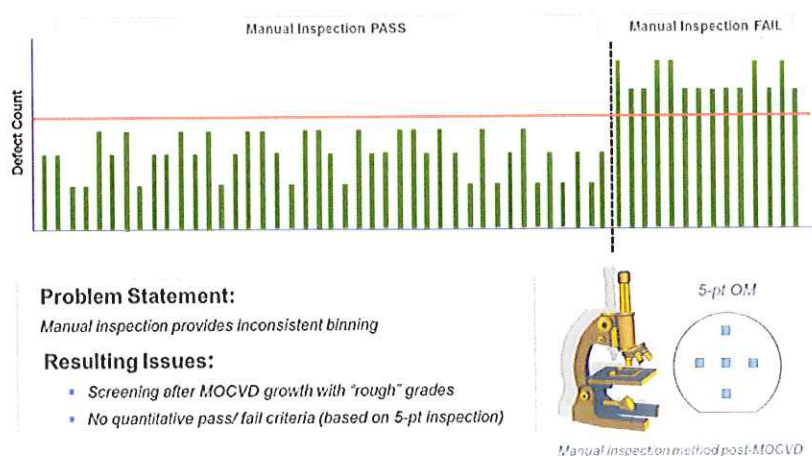 Manual Inspection PASS
Manual Inspection FAIL
Defect Count
Problem Statement:
Manual inspection provides inconsistent binning
Resulting Issues:
• Screening after MOCVD growth with "rough" grades
• No quantitative pass/ fail criteria (based on 5-pt inspection)
5-pt OM
Manual inspection method post-MOCVD